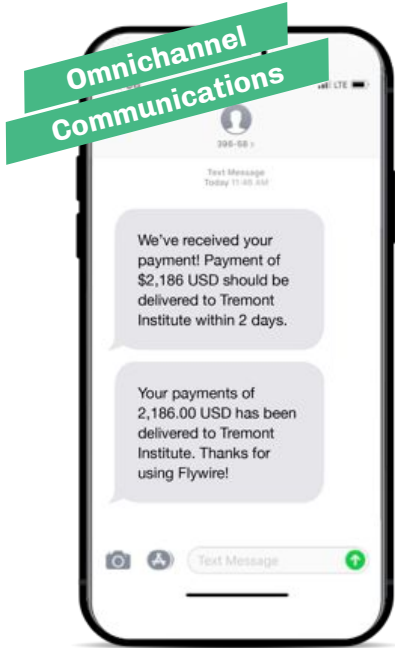 Omnichannel
Communications
LTE
396-58 >
Text Message
Today 11:46 AM
We've received your
payment! Payment of
$2,186 USD should be
delivered to Tremont
Institute within 2 days.
Your payments of
2,186.00 USD has been
delivered to Tremont
Institute. Thanks for
using Flywire!
Text Message